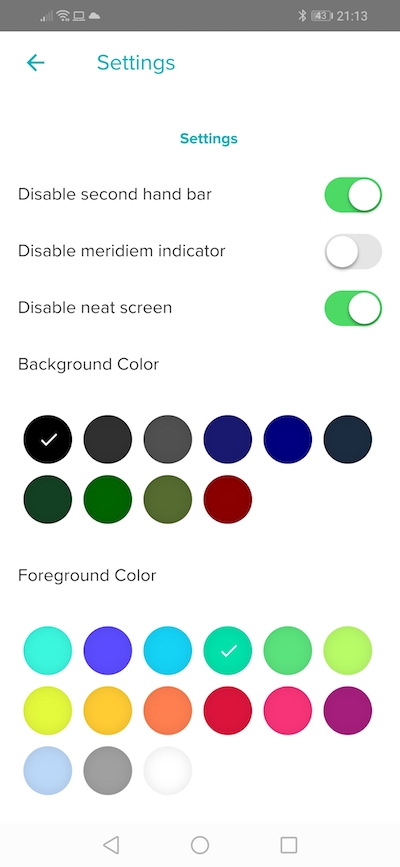 43 21:13
Settings
Settings
Disable second hand bar
Disable meridiem indicator
Disable neat screen
Background Color
Foreground Color